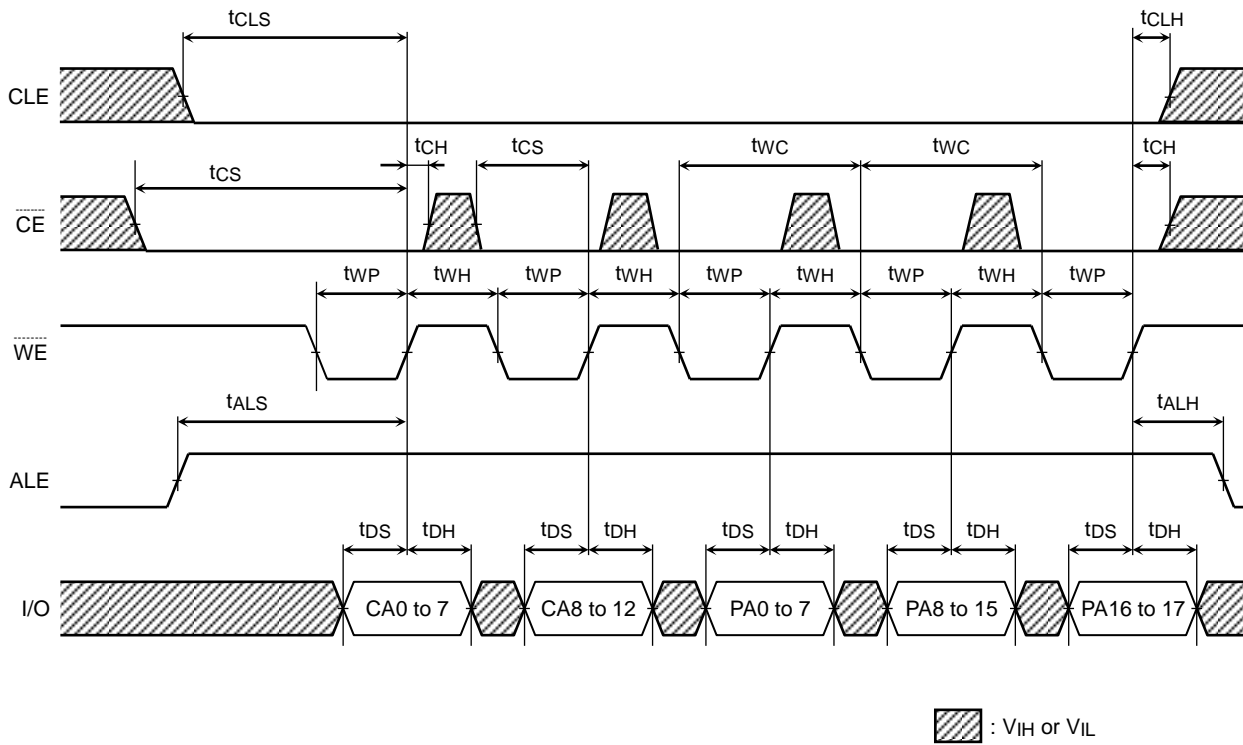 tCLS
tCLH
CLE
tCH
tCS
tWC
tWC
tCH
tCS
CE
tWP
tWH
tWP
tWH
tWP
tWH
tWP
tWH
tWP
WE
tALS
tALH
ALE
tDS
tDH
tDS
tDH
tDS
tDH
tDS
tDH
tDS
tDH
I/O
CA0 to 7
CA8 to 12
PA0 to 7
PA8 to 15
PA16 to 17
: VIH or VIL